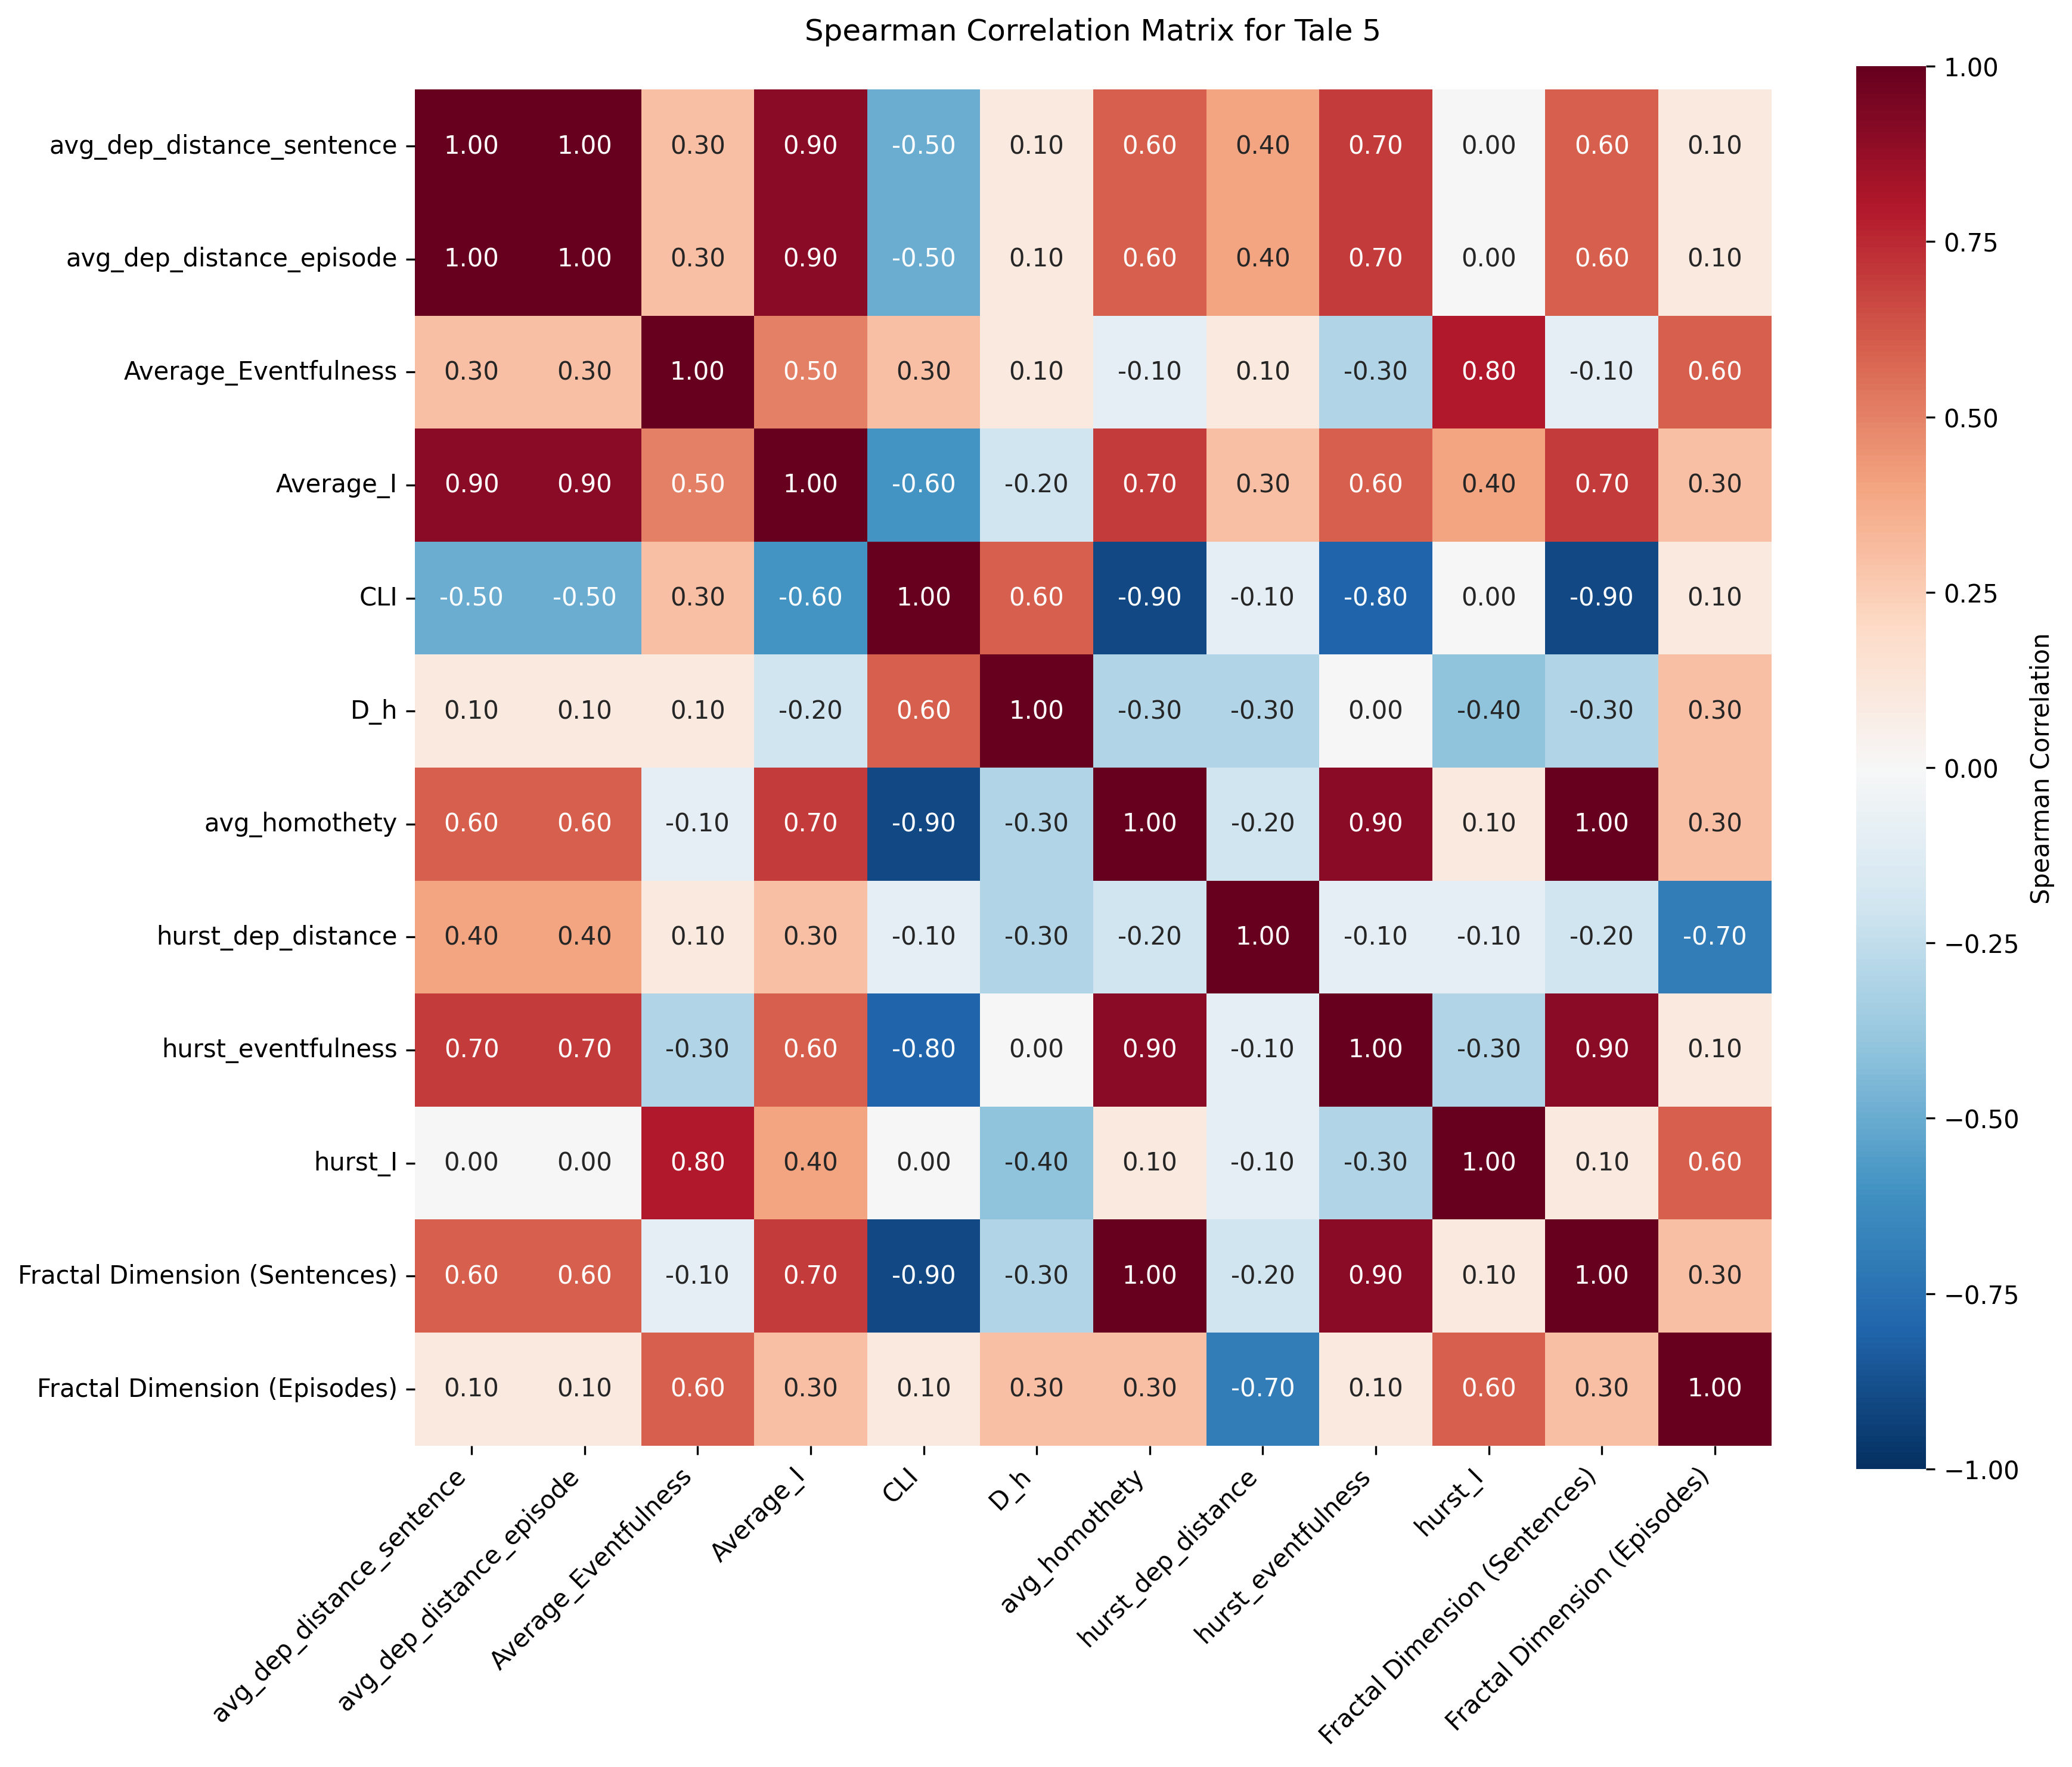 Spearman Correlation Matrix for Tale 5
avg_dep_distance_sentence 1.00 1.00 0.30 0.90 -0.50 0.10 0.60 0.40 0.70 0.00 0.60 0.10
avg_dep_distance_episode 1.00 1.00 0.30 0.90 -0.50 0.10 0.60 0.40 0.70 0.00 0.60 0.10
Average_Eventfulness 0.30 0.30 1.00 0.50 0.30 0.10 -0.10 0.10 -0.30 0.80 -0.10 0.60
Average_I 0.90 0.90 0.50 1.00 -0.60 -0.20 0.70 0.30 0.60 0.40 0.70 0.30
CLI -0.50 -0.50 0.30 -0.60 1.00 0.60 -0.90 -0.10 -0.80 0.00 -0.90 0.10
D_h 0.10 0.10 0.10 -0.20 0.60 1.00 -0.30 -0.30 0.00 -0.40 -0.30 0.30
avg_homothety 0.60 0.60 -0.10 0.70 -0.90 -0.30 1.00 -0.20 0.90 0.10 1.00 0.30
hurst_dep_distance 0.40 0.40 0.10 0.30 -0.10 -0.30 -0.20 1.00 -0.10 -0.10 -0.20 -0.70
hurst_eventfulness 0.70 0.70 -0.30 0.60 -0.80 0.00 0.90 -0.10 1.00 -0.30 0.90 0.10
hurst_I 0.00 0.00 0.80 0.40 0.00 -0.40 0.10 -0.10 -0.30 1.00 0.10 0.60
Fractal Dimension (Sentences) 0.60 0.60 -0.10 0.70 -0.90 -0.30 1.00 -0.20 0.90 0.10 1.00 0.30
Fractal Dimension (Episodes) 0.10 0.10 0.60 0.30 0.10 0.30 0.30 -0.70 0.10 0.60 0.30 1.00
avg_dep_distance_sentence
avg_dep_distance_episode
Average_Eventfulness
Average_I
CLI
D_h
avg_homothety
hurst_dep_distance
hurst_eventfulness
hurst_I
Fractal Dimension (Sentences)
Fractal Dimension (Episodes)
1.00
0.75
0.50
0.25
0.00
−0.25
−0.50
−0.75
−1.00
Spearman Correlation